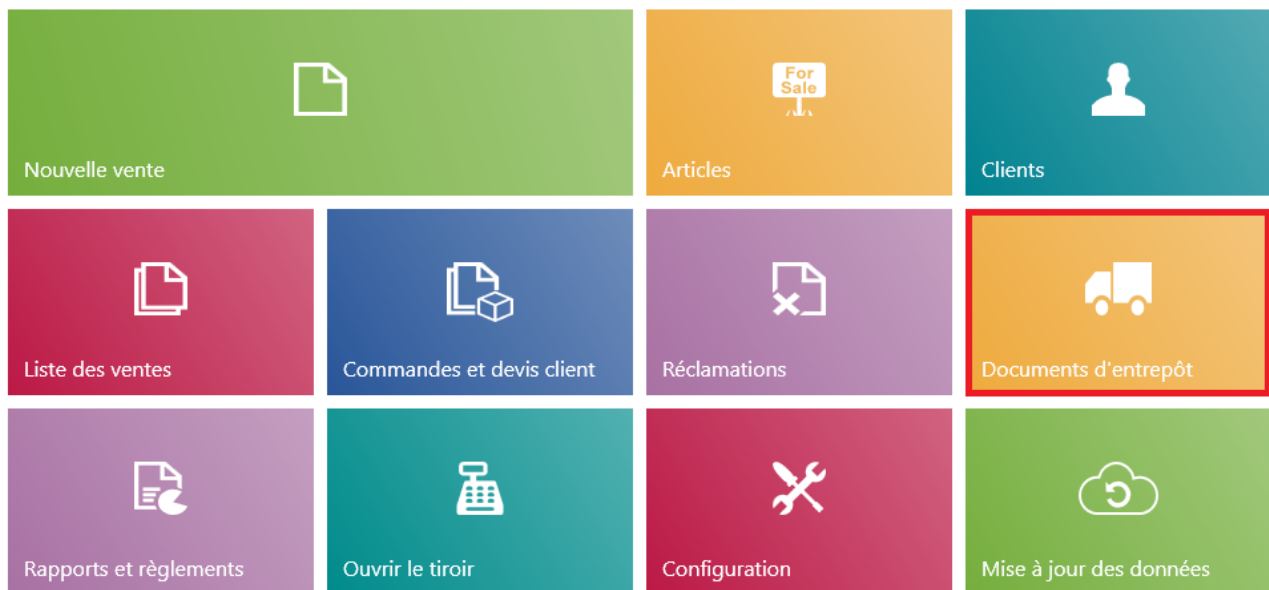 For
Sale
Nouvelle vente
Articles
Clients
Liste des ventes
Commandes et devis client
Réclamations
Documents d'entrepôt
Rapports et règlements
Ouvrir le tiroir
Configuration
Mise à jour des données